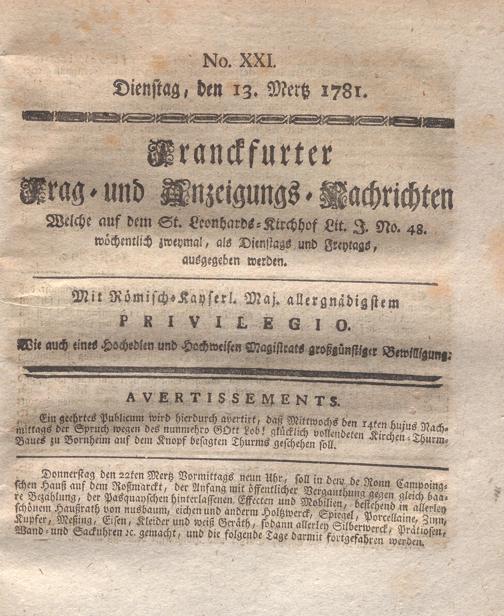 No. XXI.
Dienstag, den 13. Mertz 1781.
Franckfurter
Frag- und Anzeigungs-Nachrichten
Welche auf dem St. Leonhards-Kirchhof Lit. J. No. 48.
wöchentlich zweymal, als Dienstags und Freytags,
ausgegeben werden.
Mit Römisch-Kayserl. Maj. allergnädigstem
PRIVILEGIO.
Wie auch eines Hochedlen und Hochweisen Magistrats großgünstiger Bewilligung.
AVERTISSEMENTS.
Ein geehrtes Publicum wird hierdurch avertirt, daß Mittwochs den 14ten hujus Nach-
mittags der Spruch wegen des nunmehro GOtt Lob! glücklich vollendeten Kirchen-Thurm-
Baues zu Bornheim auf dem Knopf besagten Thurms geschehen soll.
Donnerstag den 22ten Mertz Vormittags neun Uhr, soll in dem de Ronn Campoing-
schen Hauß auf dem Roßmarckt, der Anfang mit öffentlicher Verganthung gegen gleich baa-
re Bezahlung, der Pasquayschen hinterlassenen Effecten und Mobilien, bestehend in allerley
schönem Haußrath von nusbaum, eichen und anderm Holtzwerck, Spiegel, Porcellaine, Zinn,
Kupfer, Meßing, Eisen, Kleider und weiß Geräth, sodann allerley Silberwerck, Prätiosen,
Wand- und Sackuhren ꝛc. gemacht, und die folgende Tage darmit fortgefahren werden.